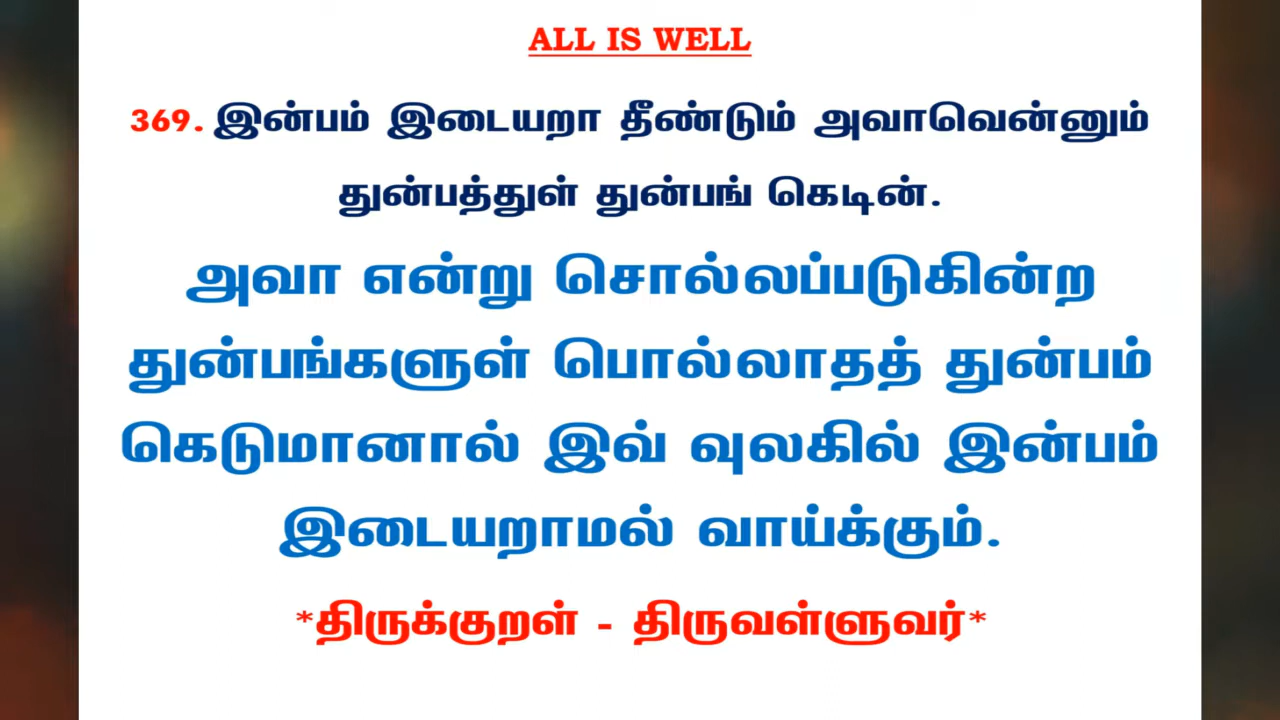 ALL IS WELL
369. இன்பம் இடையறா தீண்டும் அவாவென்னும்
துன்பத்துள் துன்பங் கெடின்.
அவா என்று சொல்லப்படுகின்ற
துன்பங்களுள் பொல்லாதத் துன்பம்
கெடுமானால் இவ் வுலகில் இன்பம்
இடையறாமல் வாய்க்கும்.
*திருக்குறள் - திருவள்ளுவர்*